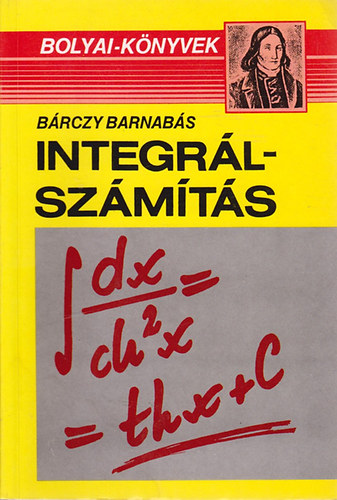 BOLYAI-KÖNYVEK
BÁRCZY BARNABÁS
INTEGRÁL-
SZÁMÍTÁS
∫ dx/ch²x =
= thx + C